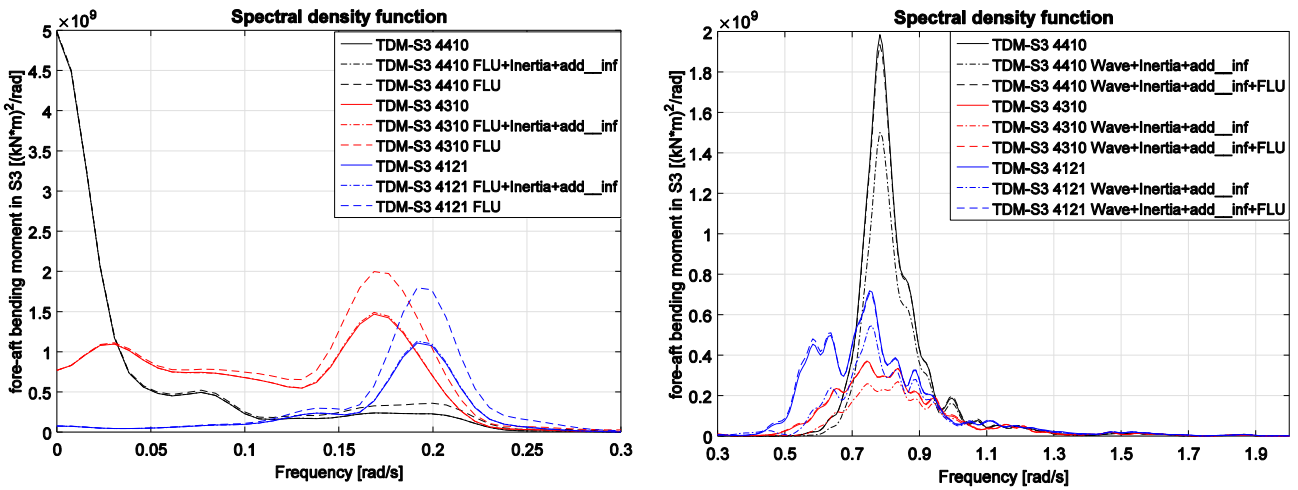 Spectral density function
×10^9
5
4.5
4
3.5
3
2.5
2
1.5
1
0.5
0
fore-aft bending moment in S3 [(kN*m)^2/rad]
TDM-S3 4410
TDM-S3 4410 FLU+Inertia+add__inf
TDM-S3 4410 FLU
TDM-S3 4310
TDM-S3 4310 FLU+Inertia+add__inf
TDM-S3 4310 FLU
TDM-S3 4121
TDM-S3 4121 FLU+Inertia+add__inf
TDM-S3 4121 FLU
0 0.05 0.1 0.15 0.2 0.25 0.3
Frequency [rad/s]
Spectral density function
×10^9
2
1.8
1.6
1.4
1.2
1
0.8
0.6
0.4
0.2
0
fore-aft bending moment in S3 [(kN*m)^2/rad]
TDM-S3 4410
TDM-S3 4410 Wave+Inertia+add__inf
TDM-S3 4410 Wave+Inertia+add__inf+FLU
TDM-S3 4310
TDM-S3 4310 Wave+Inertia+add__inf
TDM-S3 4310 Wave+Inertia+add__inf+FLU
TDM-S3 4121
TDM-S3 4121 Wave+Inertia+add__inf
TDM-S3 4121 Wave+Inertia+add__inf+FLU
0.3 0.5 0.7 0.9 1.1 1.3 1.5 1.7 1.9
Frequency [rad/s]